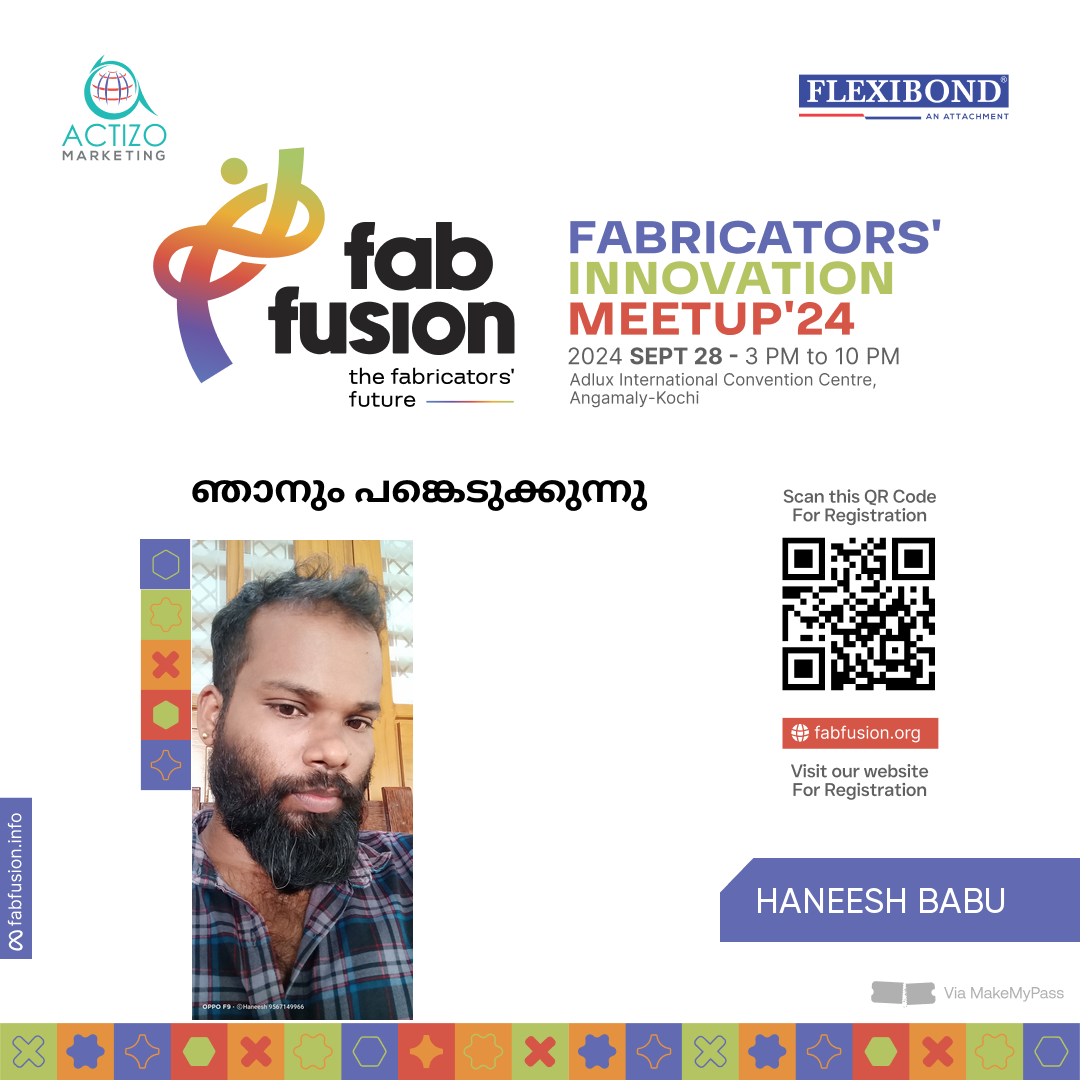 ACTIZO
MARKETING
FLEXIBOND®
AN ATTACHMENT
fab
fusion
the fabricators'
future
FABRICATORS'
INNOVATION
MEETUP'24
2024 SEPT 28 - 3 PM to 10 PM
Adlux International Convention Centre,
Angamaly-Kochi
ഞാനും പങ്കെടുക്കുന്നു
Scan this QR Code
For Registration
fabfusion.org
Visit our website
For Registration
fabfusion.info
HANEESH BABU
OPPO F9 · ©Haneesh 9567149966
Via MakeMyPass